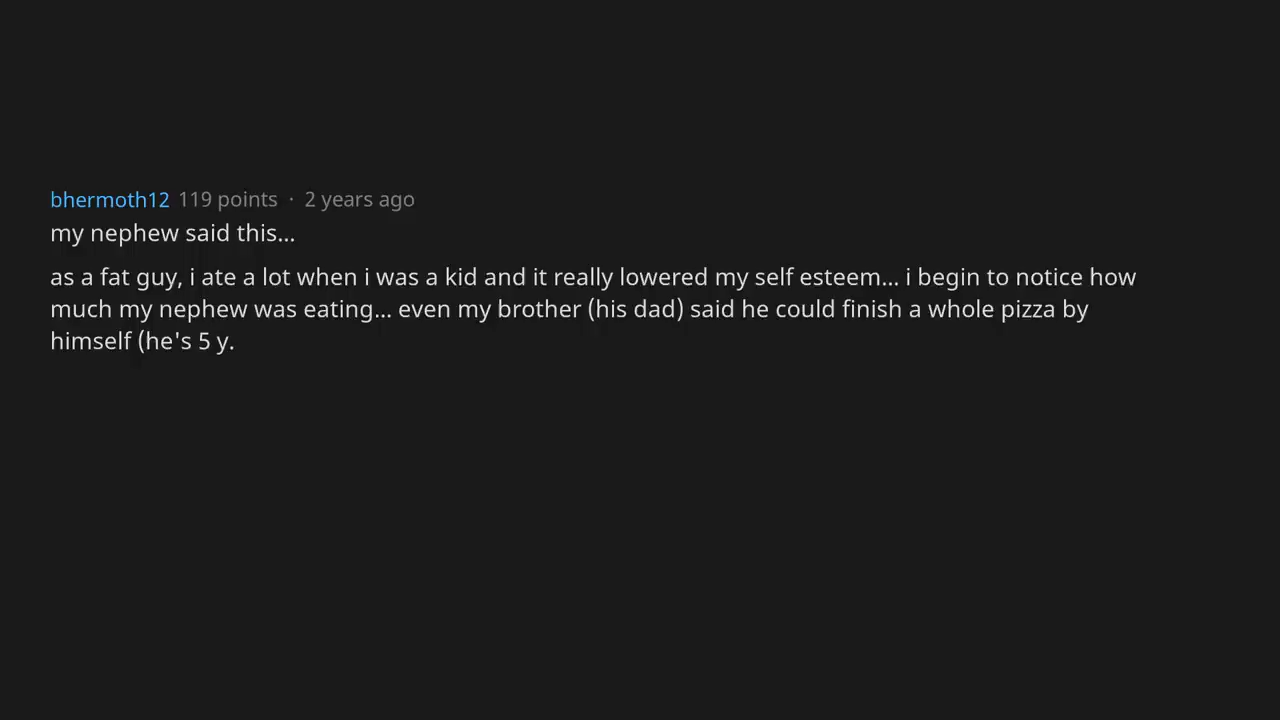 bhermoth12 119 points · 2 years ago
my nephew said this...
as a fat guy, i ate a lot when i was a kid and it really lowered my self esteem... i begin to notice how
much my nephew was eating... even my brother (his dad) said he could finish a whole pizza by
himself (he's 5 y.